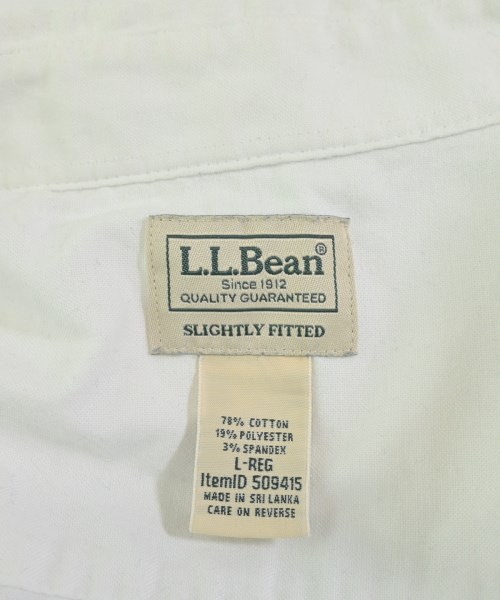 L.L.Bean®
Since 1912
QUALITY GUARANTEED
SLIGHTLY FITTED
78% COTTON
19% POLYESTER
3% SPANDEX
L-REG
ItemID 509415
MADE IN SRI LANKA
CARE ON REVERSE